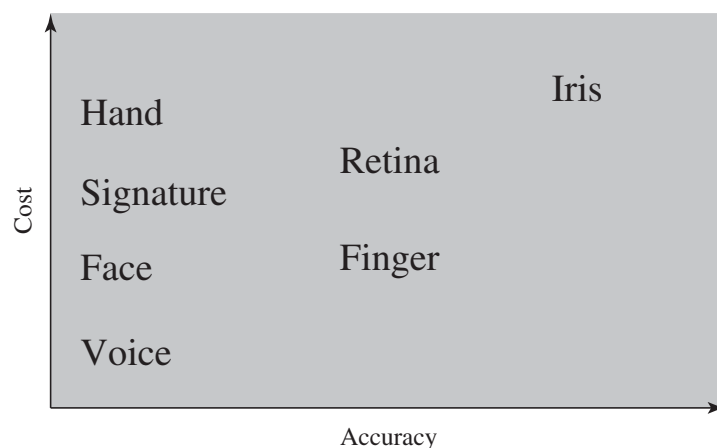 Iris
Hand
Retina
Signature
Cost
Finger
Face
Voice
Accuracy